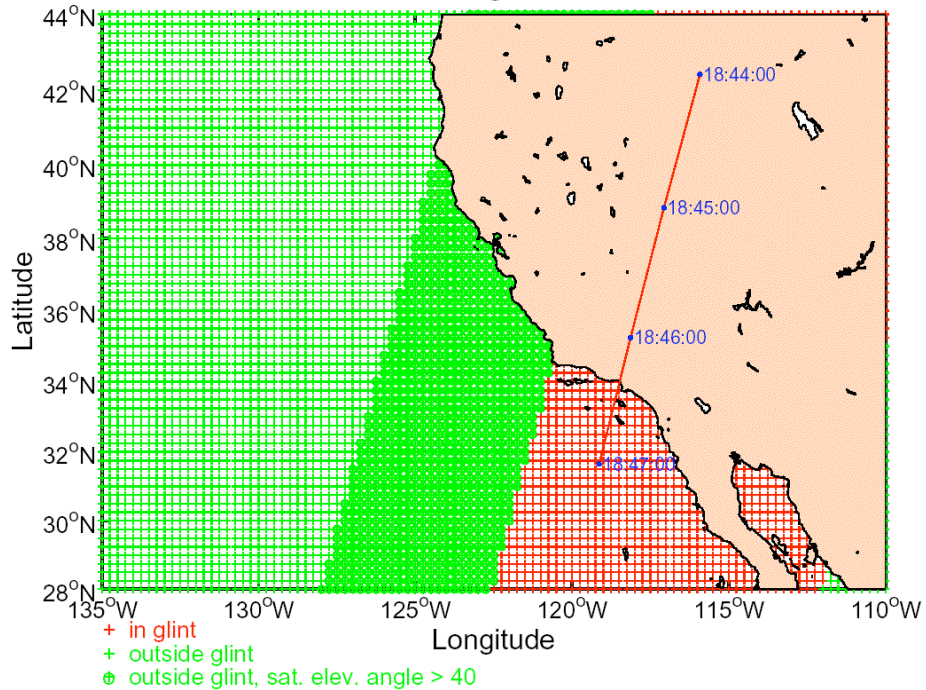 44°N
42°N
40°N
38°N
36°N
34°N
32°N
30°N
28°N
Latitude
18:44:00
18:45:00
18:46:00
18:47:00
135°W 130°W 125°W 120°W 115°W 110°W
Longitude
+ in glint
+ outside glint
⊕ outside glint, sat. elev. angle > 40